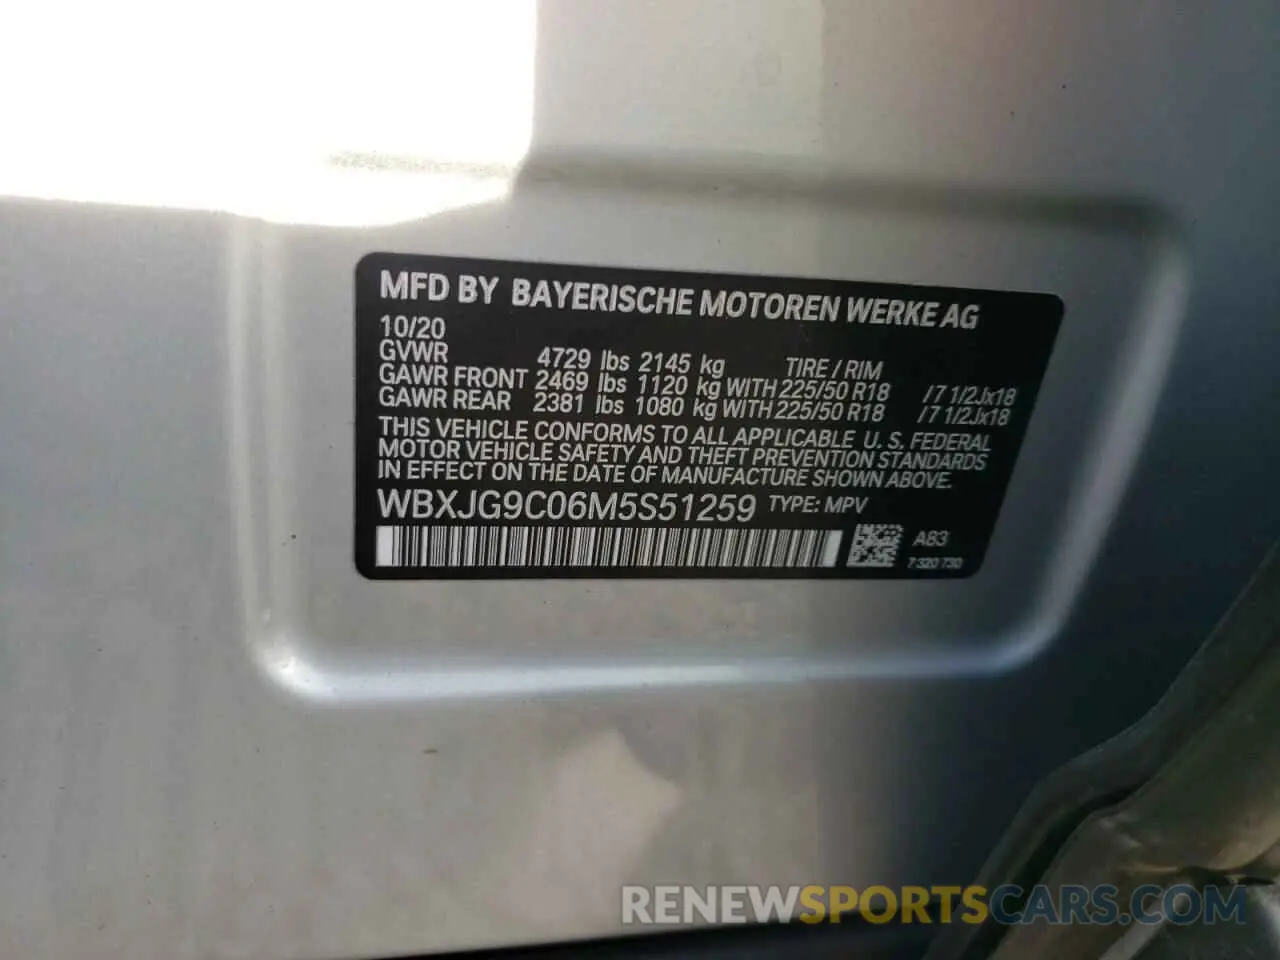 MFD BY BAYERISCHE MOTOREN WERKE AG
10/20
GVWR 4729 lbs 2145 kg TIRE / RIM
GAWR FRONT 2469 lbs 1120 kg WITH 225/50 R18 / 7 1/2Jx18
GAWR REAR 2381 lbs 1080 kg WITH 225/50 R18 / 7 1/2Jx18
THIS VEHICLE CONFORMS TO ALL APPLICABLE U. S. FEDERAL
MOTOR VEHICLE SAFETY AND THEFT PREVENTION STANDARDS
IN EFFECT ON THE DATE OF MANUFACTURE SHOWN ABOVE.
WBXJG9C06M5S51259 TYPE: MPV
A83
7 320 730
RENEWSPORTSCARS.COM